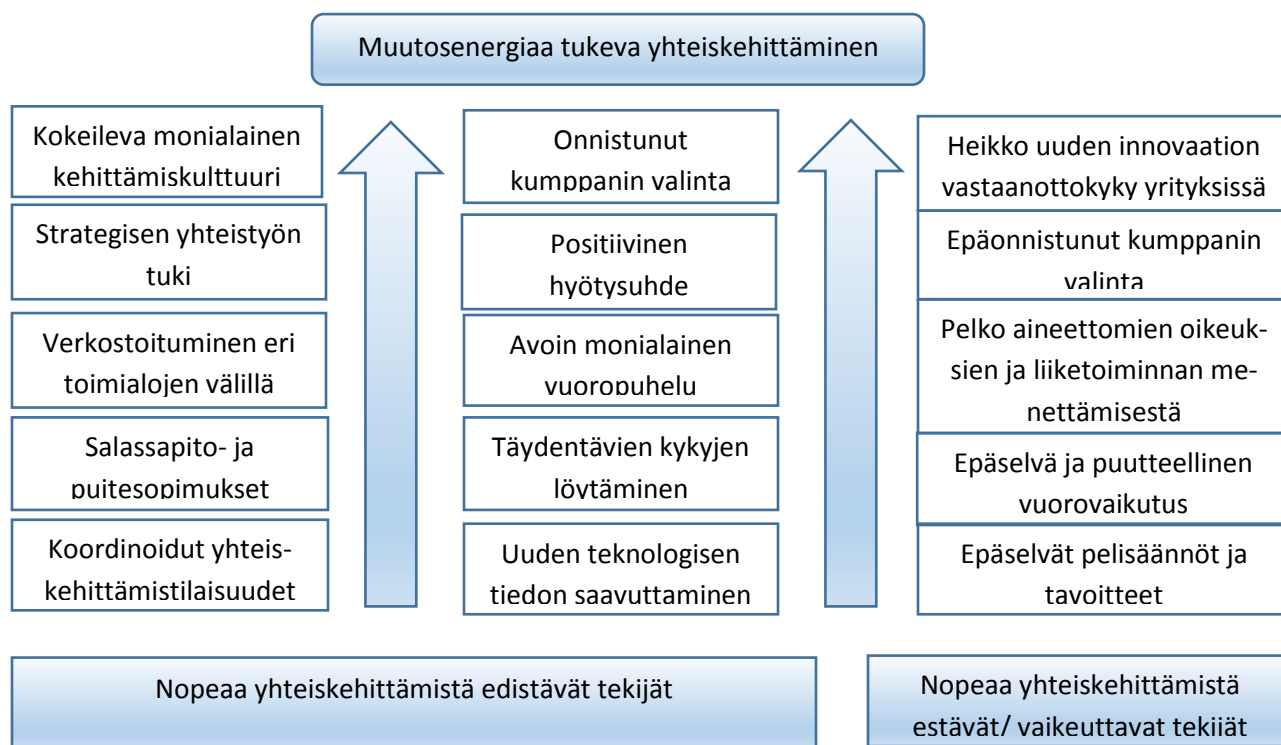 Muutosenergiaa tukeva yhteiskehittäminen
Kokeileva monialainen
kehittämiskulttuuri
Strategisen yhteistyön
tuki
Verkostoituminen eri
toimialojen välillä
Salassapito- ja
puitesopimukset
Koordinoidut yhteis-
kehittämistilaisuudet
Onnistunut
kumppanin valinta
Positiivinen
hyötysuhde
Avoin monialainen
vuoropuhelu
Täydentävien kykyjen
löytäminen
Uuden teknologisen
tiedon saavuttaminen
Heikko uuden innovaation
vastaanottokyky yrityksissä
Epäonnistunut kumppanin
valinta
Pelko aineettomien oikeuk-
sien ja liiketoiminnan me-
nettämisestä
Epäselvä ja puutteellinen
vuorovaikutus
Epäselvät pelisäännöt ja
tavoitteet
Nopeaa yhteiskehittämistä edistävät tekijät
Nopeaa yhteiskehittämistä
estävät/ vaikeuttavat tekijät